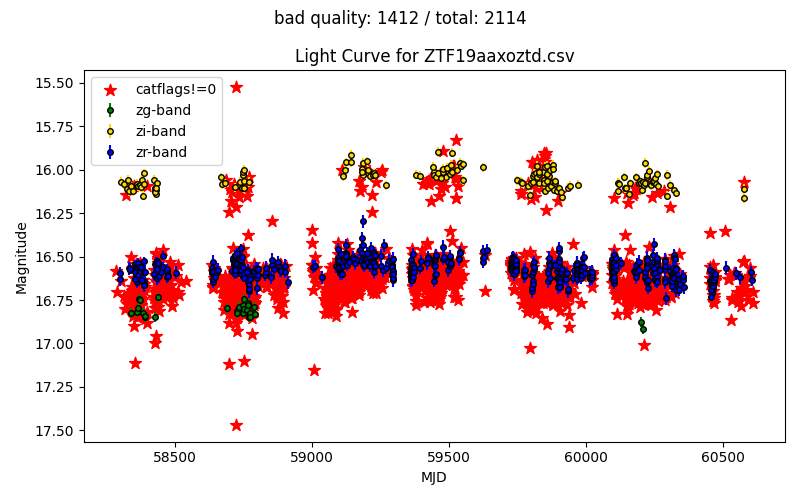 bad quality: 1412 / total: 2114
Light Curve for ZTF19aaxoztd.csv
catflags!=0
zg-band
zi-band
zr-band
15.50
15.75
16.00
16.25
16.50
16.75
17.00
17.25
17.50
Magnitude
58500
59000
59500
60000
60500
MJD